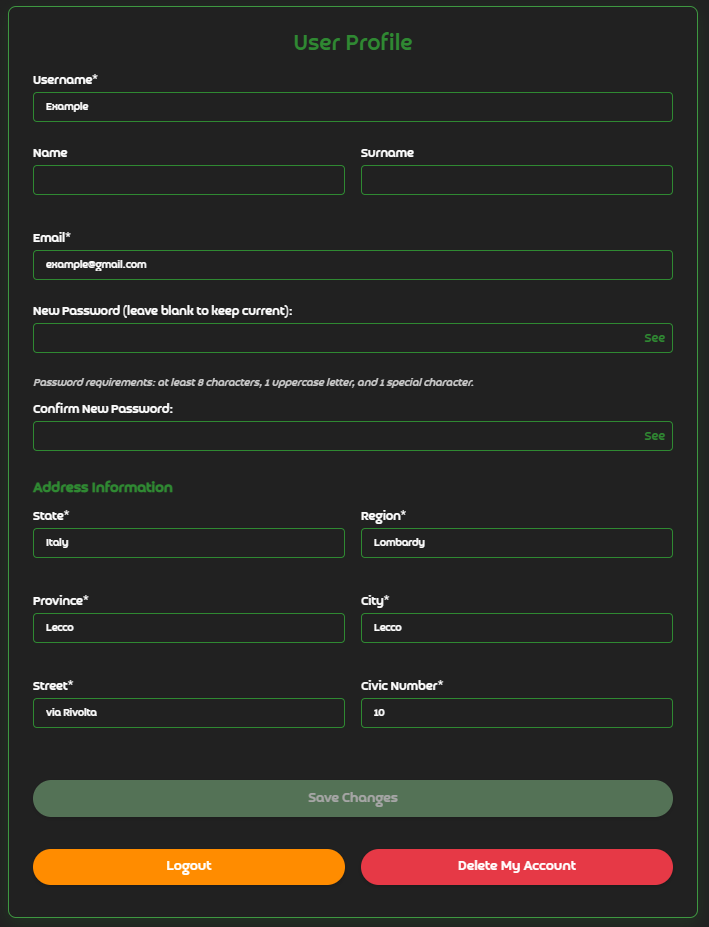 User Profile
Username*
Example
Name Surname
Email*
example@gmail.com
New Password (leave blank to keep current):
See
Password requirements: at least 8 characters, 1 uppercase letter, and 1 special character.
Confirm New Password:
See
Address Information
State* Region*
Italy Lombardy
Province* City*
Lecco Lecco
Street* Civic Number*
via Rivolta 10
Save Changes
Logout Delete My Account